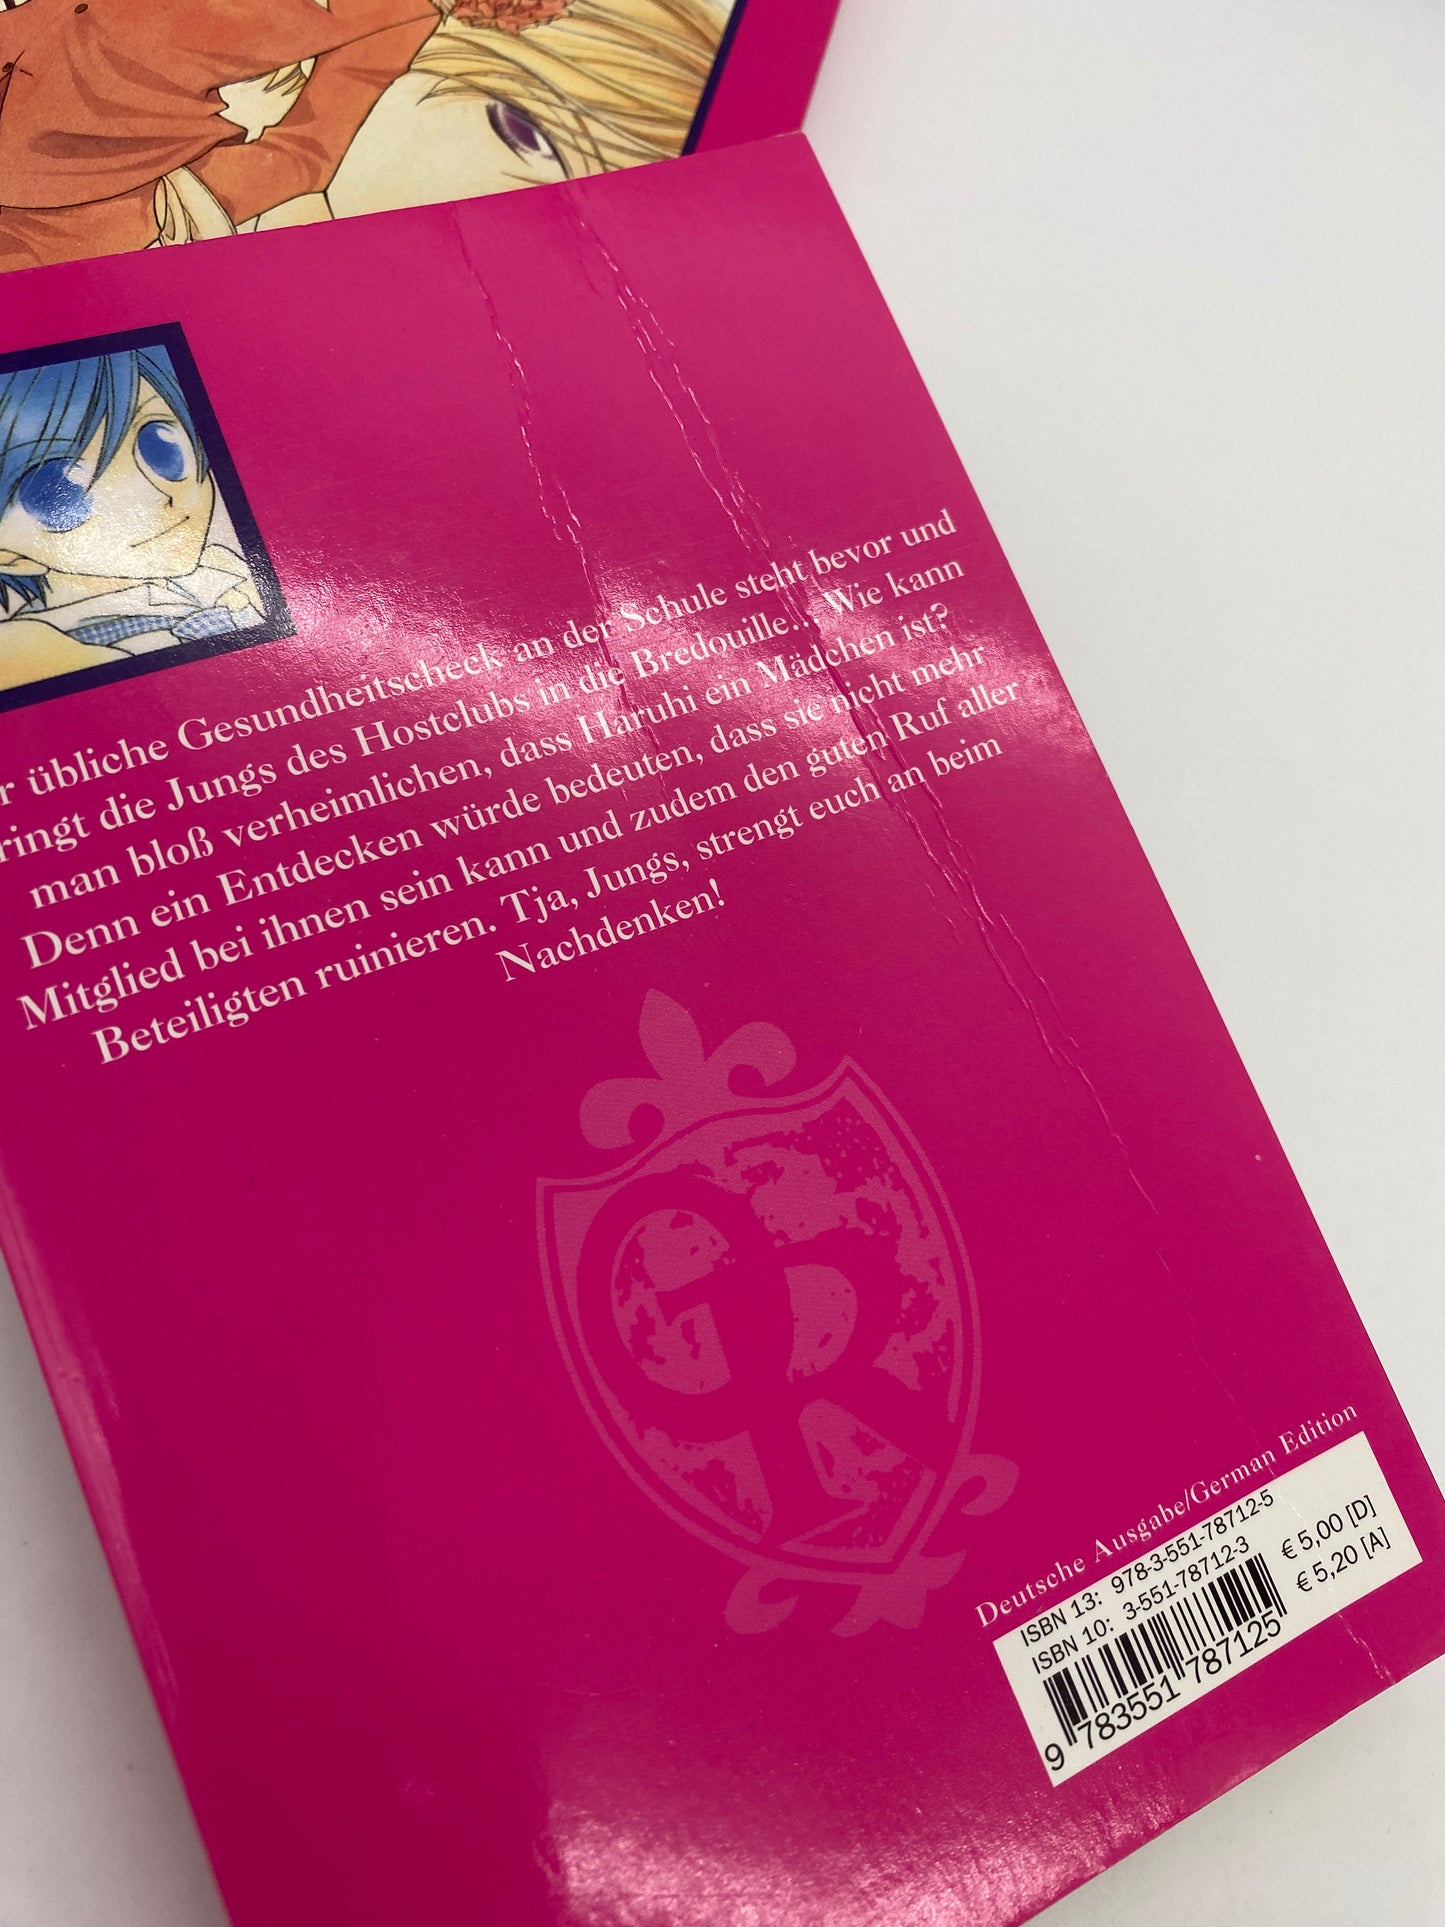 übliche Gesundheitscheck an der Schule steht bevor und
die Jungs des Hostclubs in die Bredouille... Wie kann
man bloß verheimlichen, dass Haruhi ein Mädchen ist?
Denn ein Entdecken würde bedeuten, dass sie nicht mehr
Mitglied bei ihnen sein kann und zudem den guten Ruf aller
Beteiligten ruinieren. Tja, Jungs, strengt euch an beim
Nachdenken!
Deutsche Ausgabe/German Edition
ISBN 13: 978-3-551-78712-5
ISBN 10: 3-551-78712-3
€ 5,00 [D]
€ 5,20 [A]
9 783551 787125